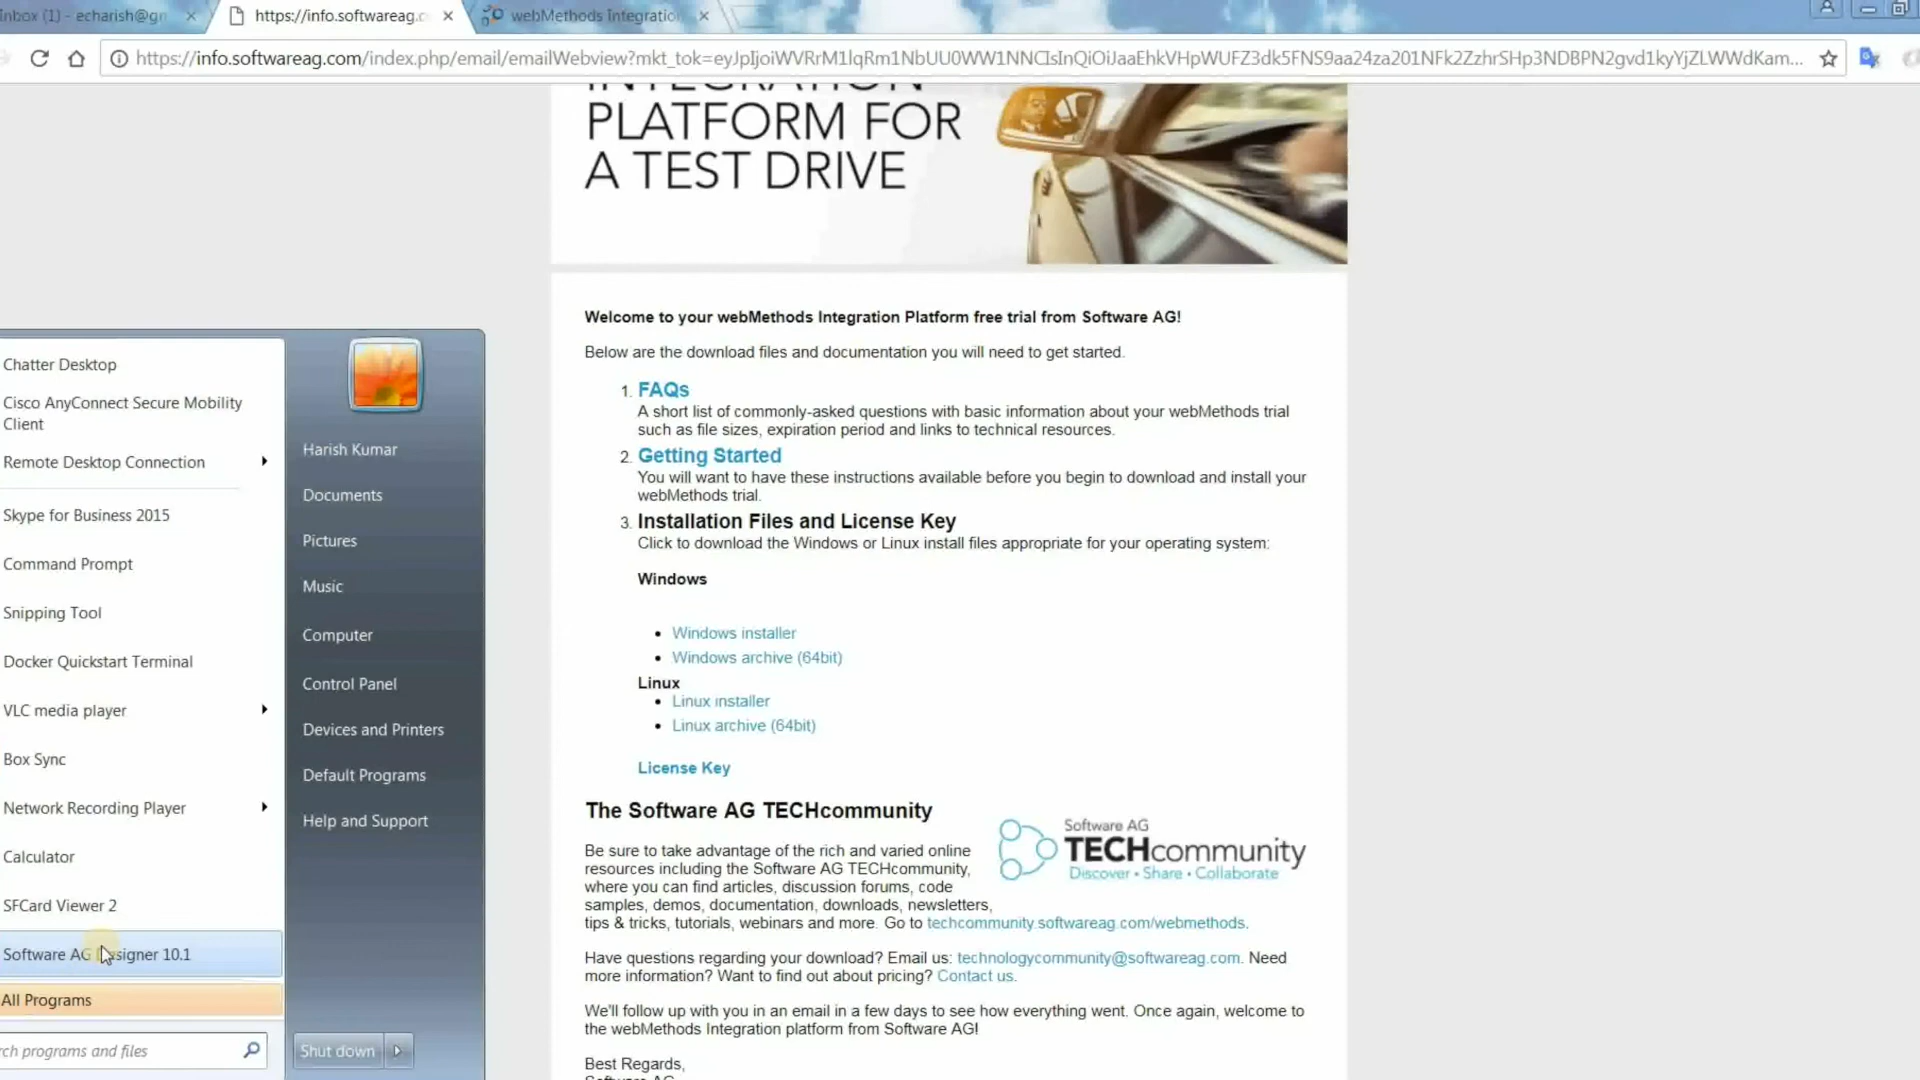 Inbox (1) - echarish@gn
https://info.softwareag.c
webMethods Integratio
https://info.softwareag.com/index.php/email/emailWebview?mkt_tok=eyJpIjoiWVRrM1lqRm1NbUU0WW1NNCIsInQiOiJaaEhkVHpWUFZ3dk5FNS9aa24za201NFk2ZzhrSHp3NDBPN2gvd1kyYjZLWWdKam...
INTEGRATION
PLATFORM FOR
A TEST DRIVE
Welcome to your webMethods Integration Platform free trial from Software AG!
Below are the download files and documentation you will need to get started.
1. FAQs
A short list of commonly-asked questions with basic information about your webMethods trial
such as file sizes, expiration period and links to technical resources.
2. Getting Started
You will want to have these instructions available before you begin to download and install your
webMethods trial.
3. Installation Files and License Key
Click to download the Windows or Linux install files appropriate for your operating system:
Windows
• Windows installer
• Windows archive (64bit)
Linux
• Linux installer
• Linux archive (64bit)
License Key
The Software AG TECHcommunity
Be sure to take advantage of the rich and varied online
resources including the Software AG TECHcommunity,
where you can find articles, discussion forums, code
samples, demos, documentation, downloads, newsletters,
tips & tricks, tutorials, webinars and more. Go to techcommunity.softwareag.com/webmethods.
Software AG
TECHcommunity
Discover • Share • Collaborate
Have questions regarding your download? Email us: technologycommunity@softwareag.com. Need
more information? Want to find out about pricing? Contact us.
We'll follow up with you in an email in a few days to see how everything went. Once again, welcome to
the webMethods Integration platform from Software AG!
Best Regards,
Software AG
Chatter Desktop
Cisco AnyConnect Secure Mobility
Client
Remote Desktop Connection
Skype for Business 2015
Command Prompt
Snipping Tool
Docker Quickstart Terminal
VLC media player
Box Sync
Network Recording Player
Calculator
SFCard Viewer 2
Software AG Designer 10.1
All Programs
rch programs and files
Harish Kumar
Documents
Pictures
Music
Computer
Control Panel
Devices and Printers
Default Programs
Help and Support
Shut down